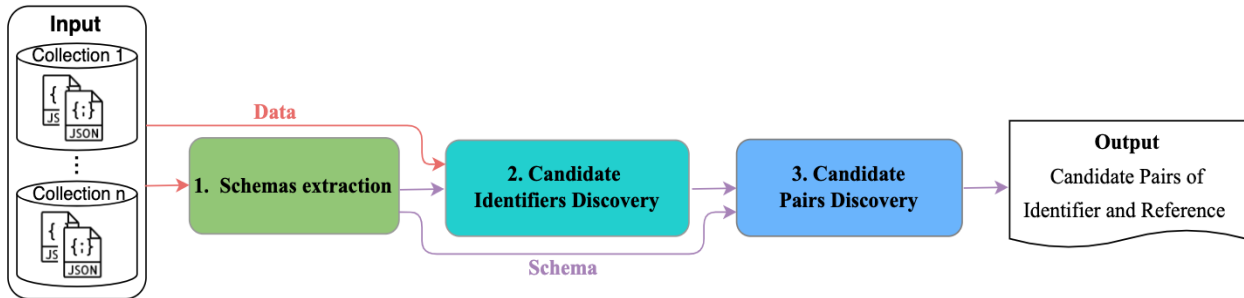 Input
Collection 1
{
JS
{;}
JSON
Collection n
{
JS
{;}
JSON
Data
1. Schemas extraction
2. Candidate
Identifiers Discovery
3. Candidate
Pairs Discovery
Schema
Output
Candidate Pairs of
Identifier and Reference